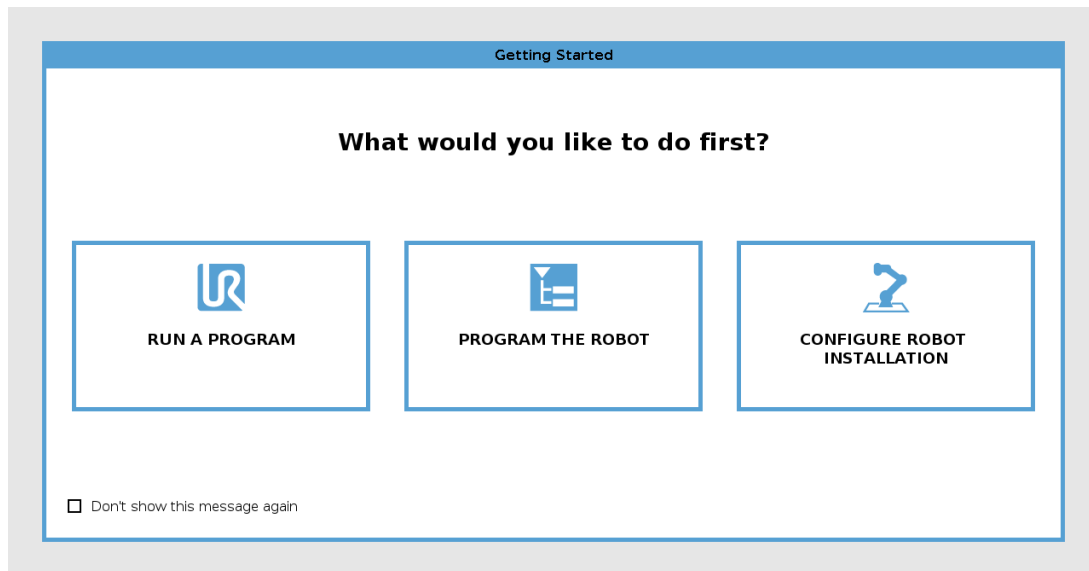 Getting Started
What would you like to do first?
RUN A PROGRAM
PROGRAM THE ROBOT
CONFIGURE ROBOT
INSTALLATION
Don't show this message again